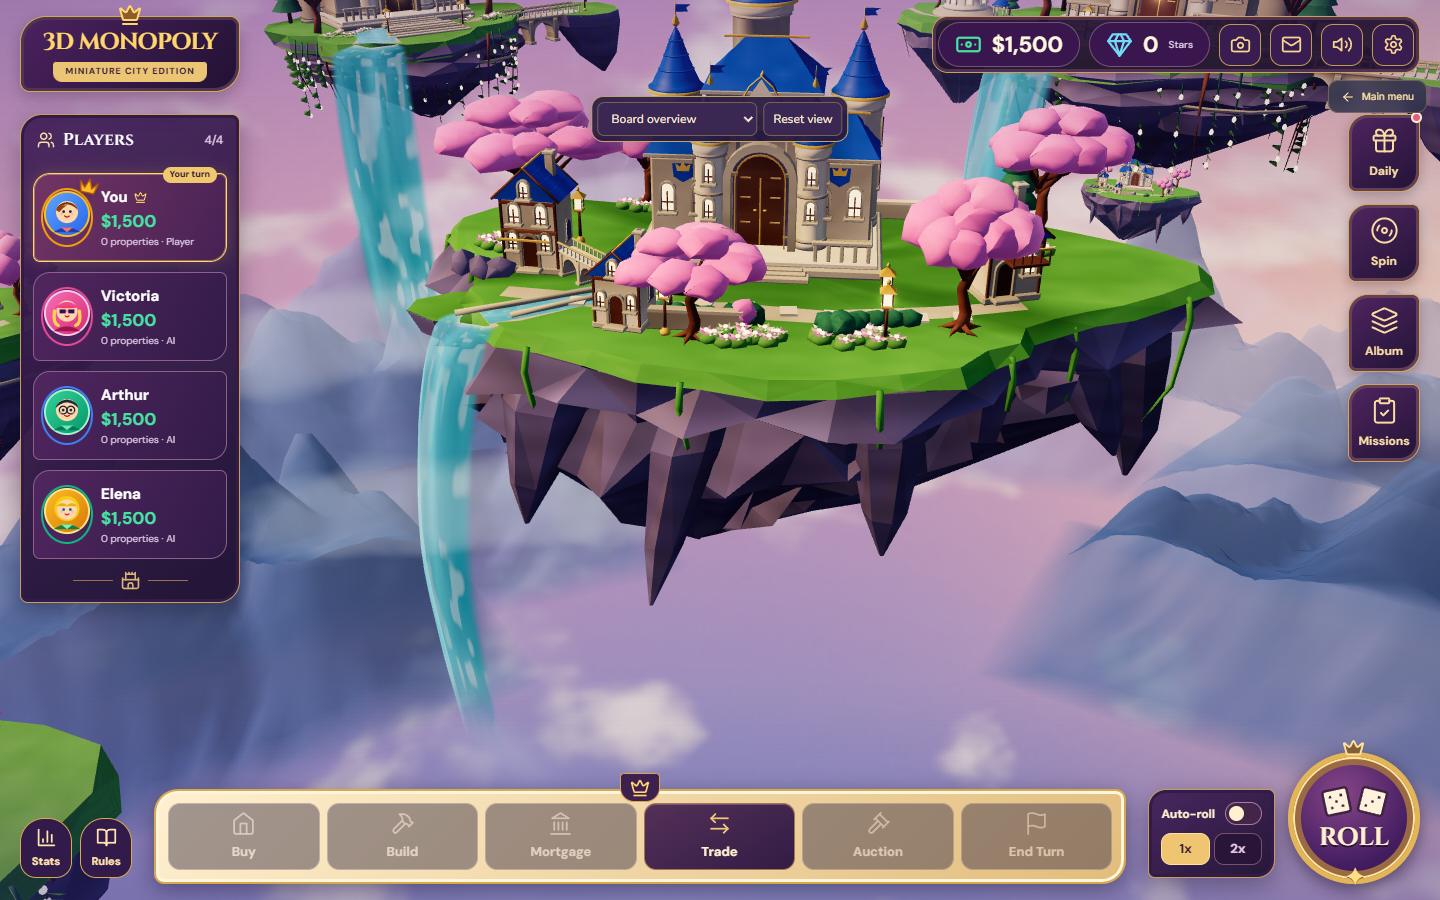 3D MONOPOLY
MINIATURE CITY EDITION
$1,500
0 Stars
Main menu
Board overview
Reset view
PLAYERS
4/4
Your turn
You
$1,500
0 properties · Player
Victoria
$1,500
0 properties · AI
Arthur
$1,500
0 properties · AI
Elena
$1,500
0 properties · AI
Daily
Spin
Album
Missions
Stats
Rules
Buy
Build
Mortgage
Trade
Auction
End Turn
Auto-roll
1x
2x
ROLL